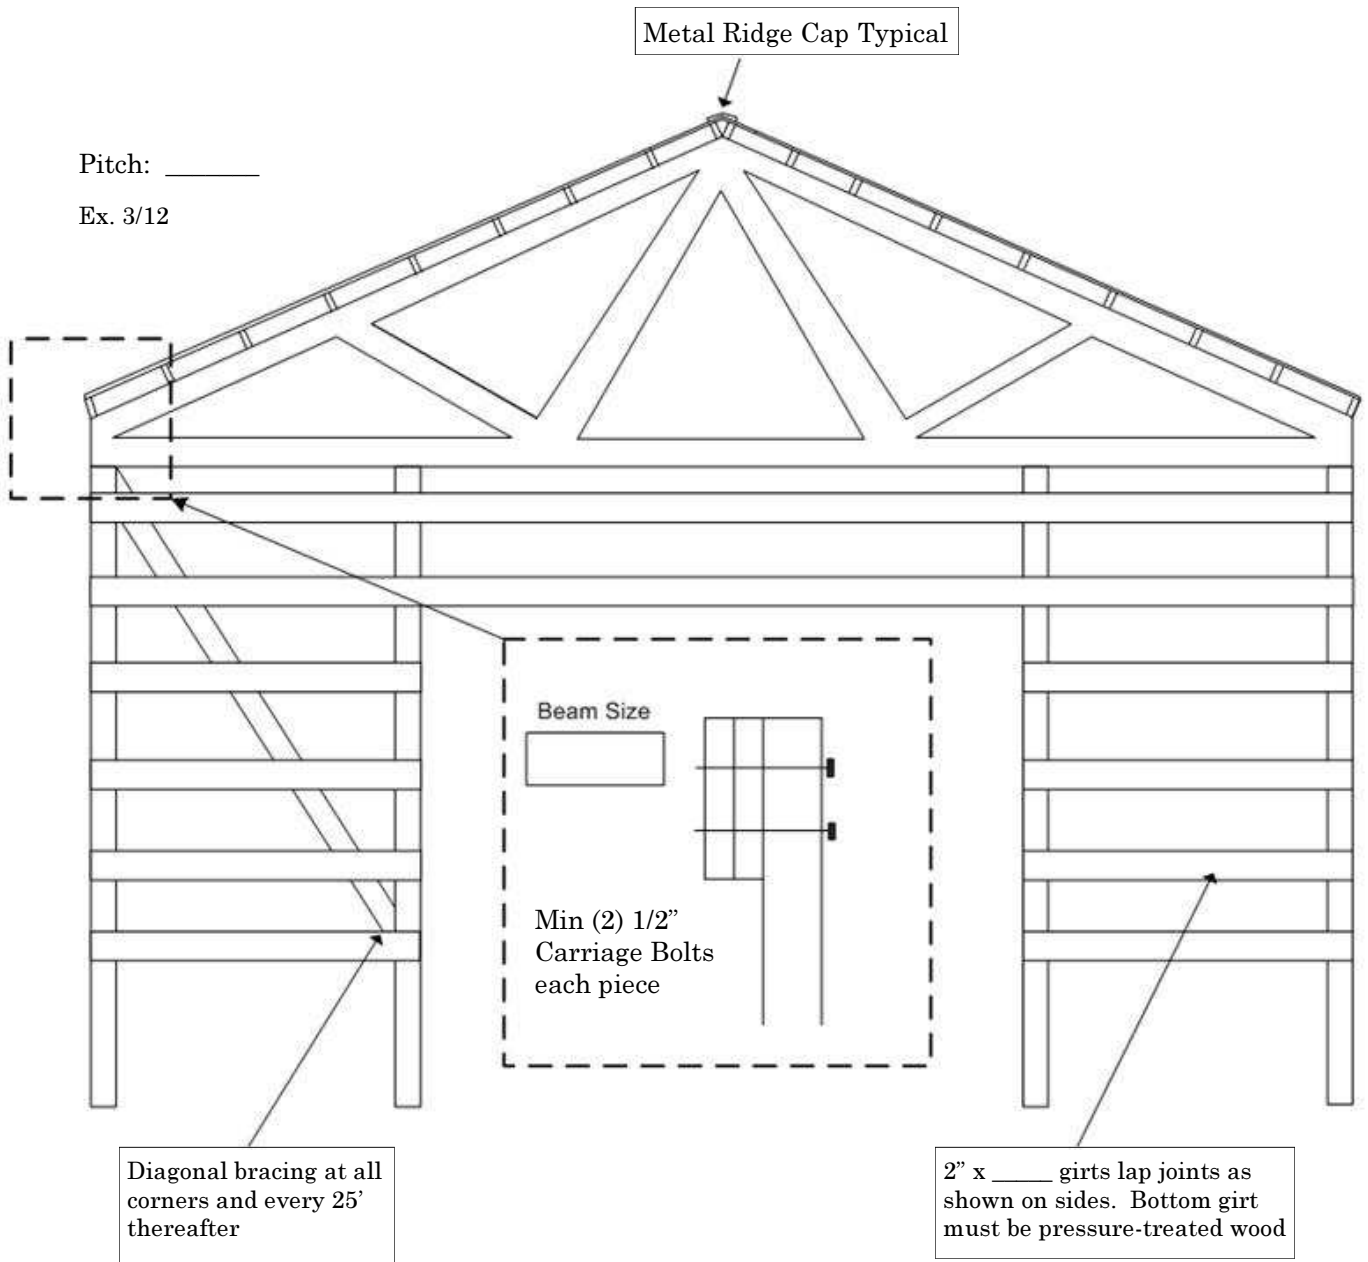 Metal Ridge Cap Typical
Pitch: _______
Ex. 3/12
Beam Size
Min (2) 1/2”
Carriage Bolts
each piece
Diagonal bracing at all
corners and every 25’
thereafter
2” x _____ girts lap joints as
shown on sides.  Bottom girt
must be pressure-treated wood